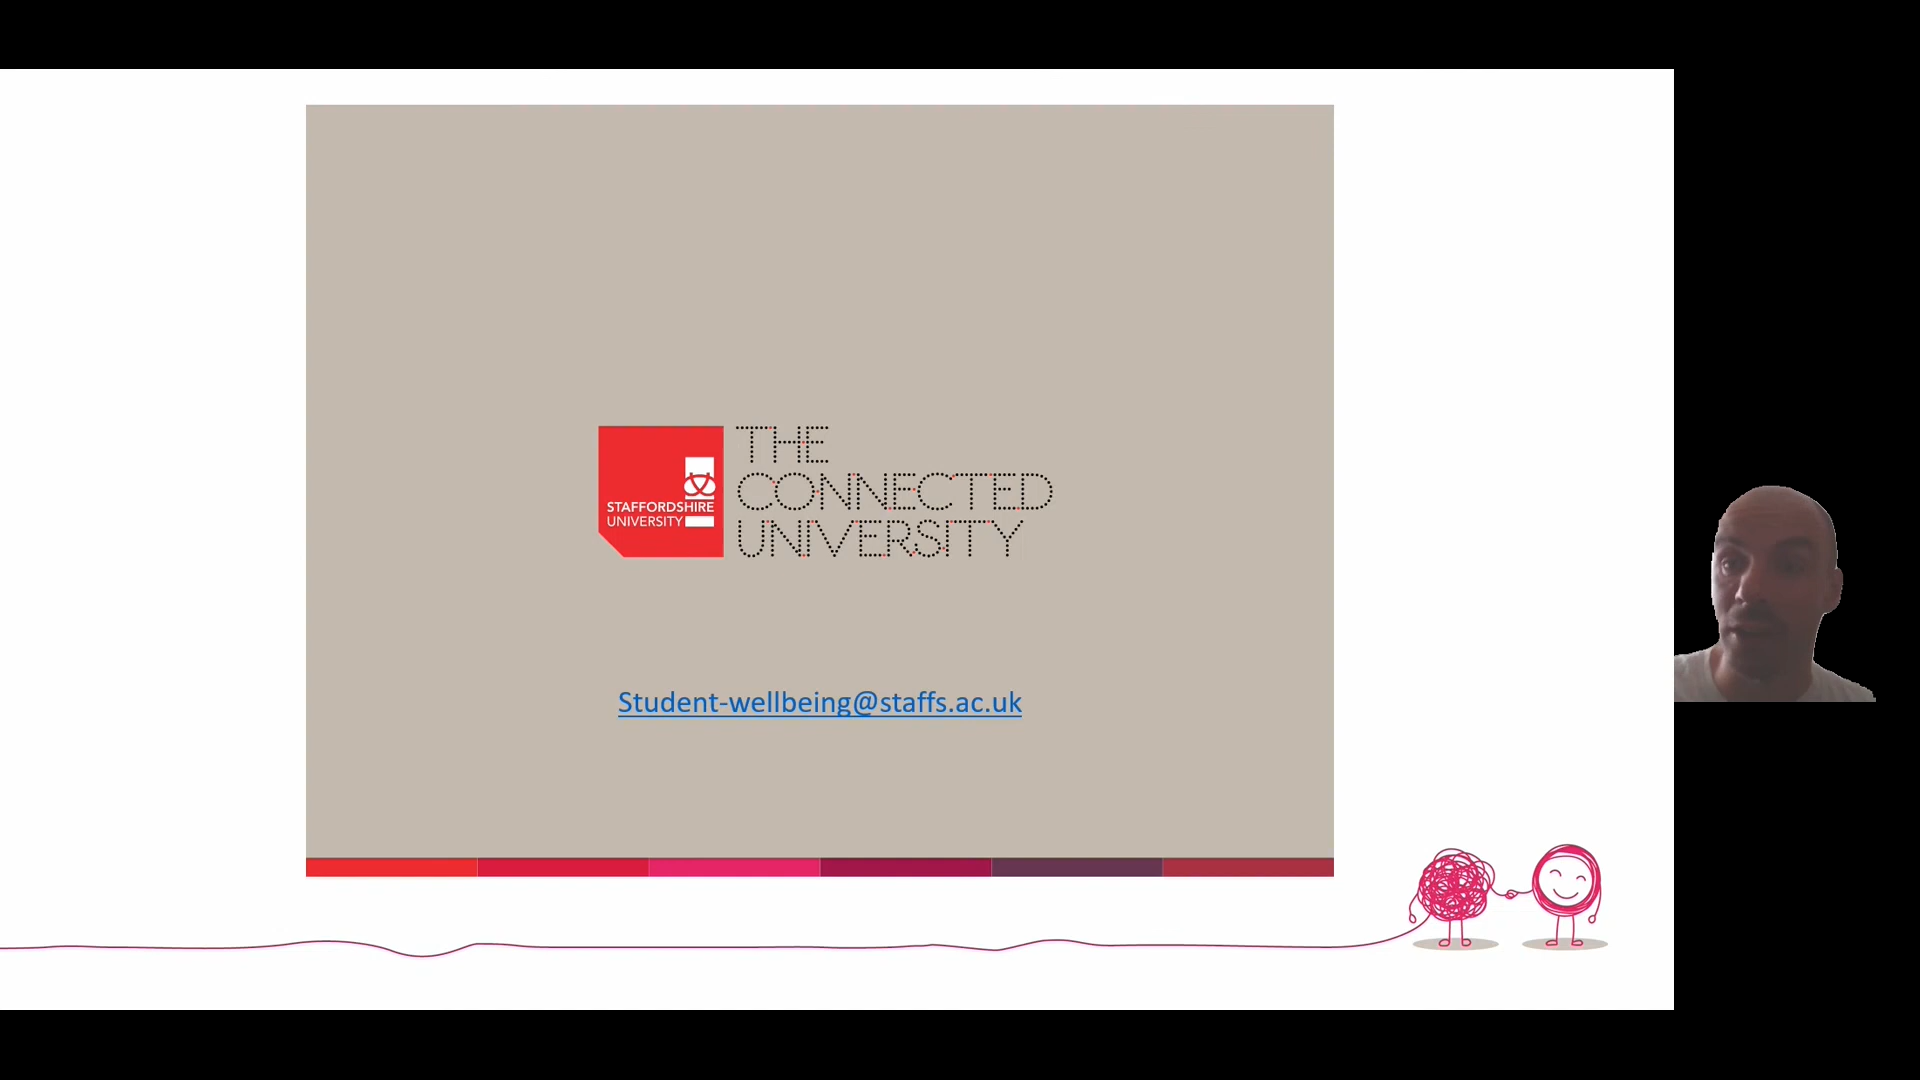 STAFFORDSHIRE
UNIVERSITY
THE
CONNECTED
UNIVERSITY
Student-wellbeing@staffs.ac.uk